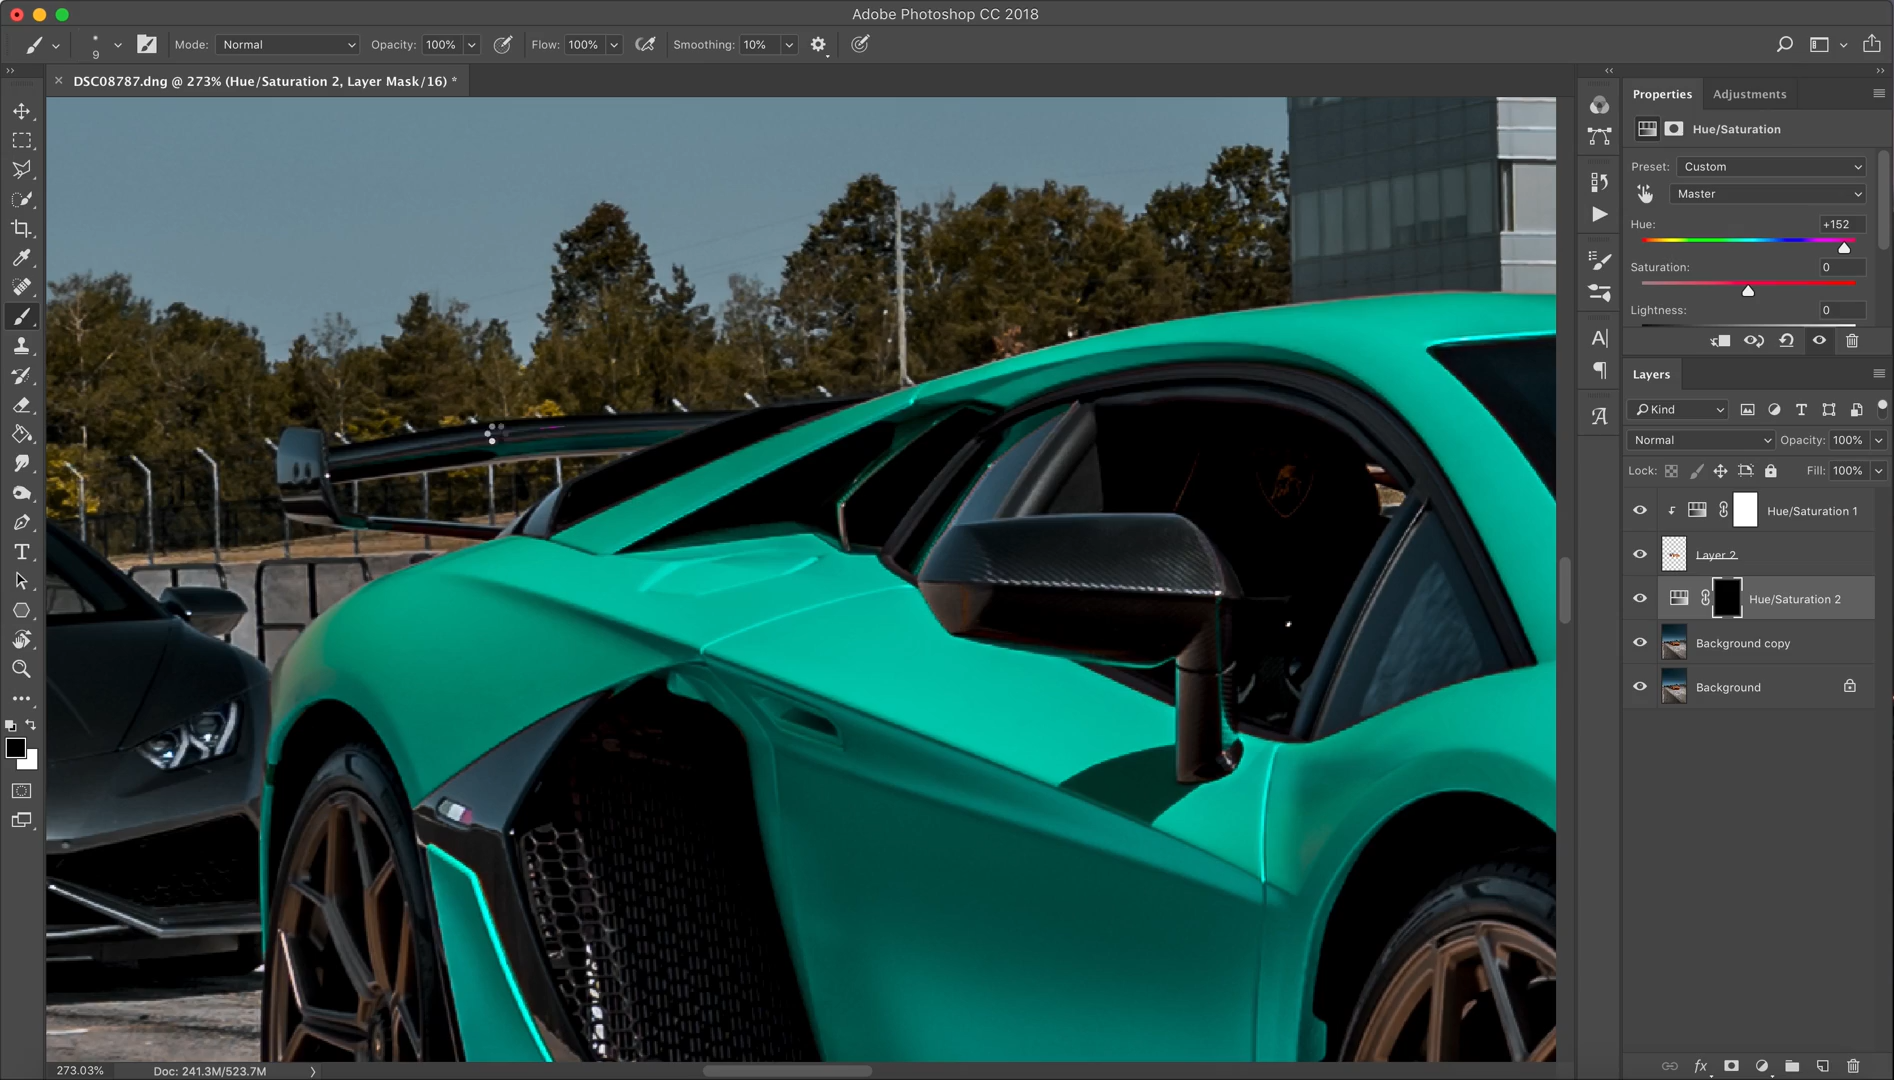 Adobe Photoshop CC 2018
9
Mode: Normal Opacity: 100% Flow: 100% Smoothing: 10%
DSC08787.dng @ 273% (Hue/Saturation 2, Layer Mask/16) *
Properties Adjustments
Hue/Saturation
Preset: Custom
Master
Hue: +152
Saturation: 0
Lightness: 0
Layers
Kind
Normal Opacity: 100%
Lock: Fill: 100%
Hue/Saturation 1
Layer 2
Hue/Saturation 2
Background copy
Background
273.03% Doc: 241.3M/523.7M